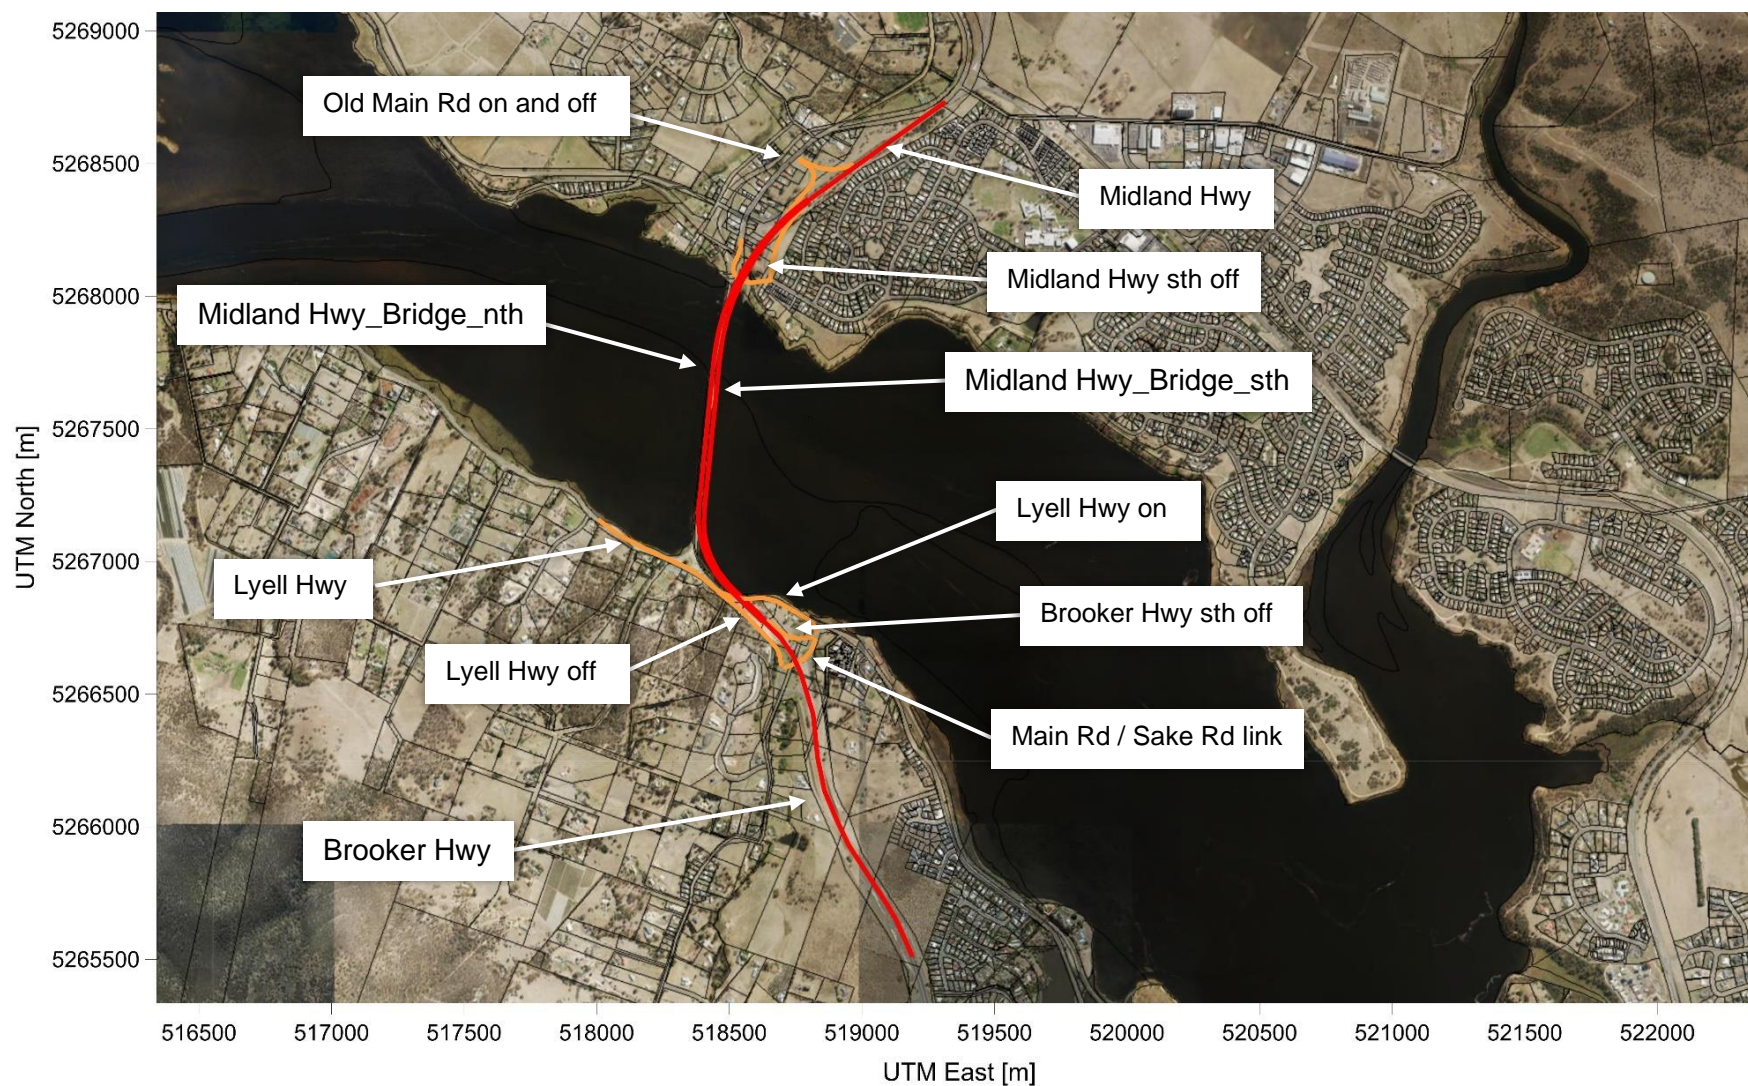 5269000
Old Main Rd on and off
5268500
Midland Hwy
Midland Hwy sth off
5268000
Midland Hwy_Bridge_nth
Midland Hwy_Bridge_sth
5267500
UTM North [m]
Lyell Hwy on
5267000
Lyell Hwy
Brooker Hwy sth off
Lyell Hwy off
5266500
Main Rd / Sake Rd link
5266000
Brooker Hwy
5265500
516500 517000 517500 518000 518500 519000 519500 520000 520500 521000 521500 522000
UTM East [m]